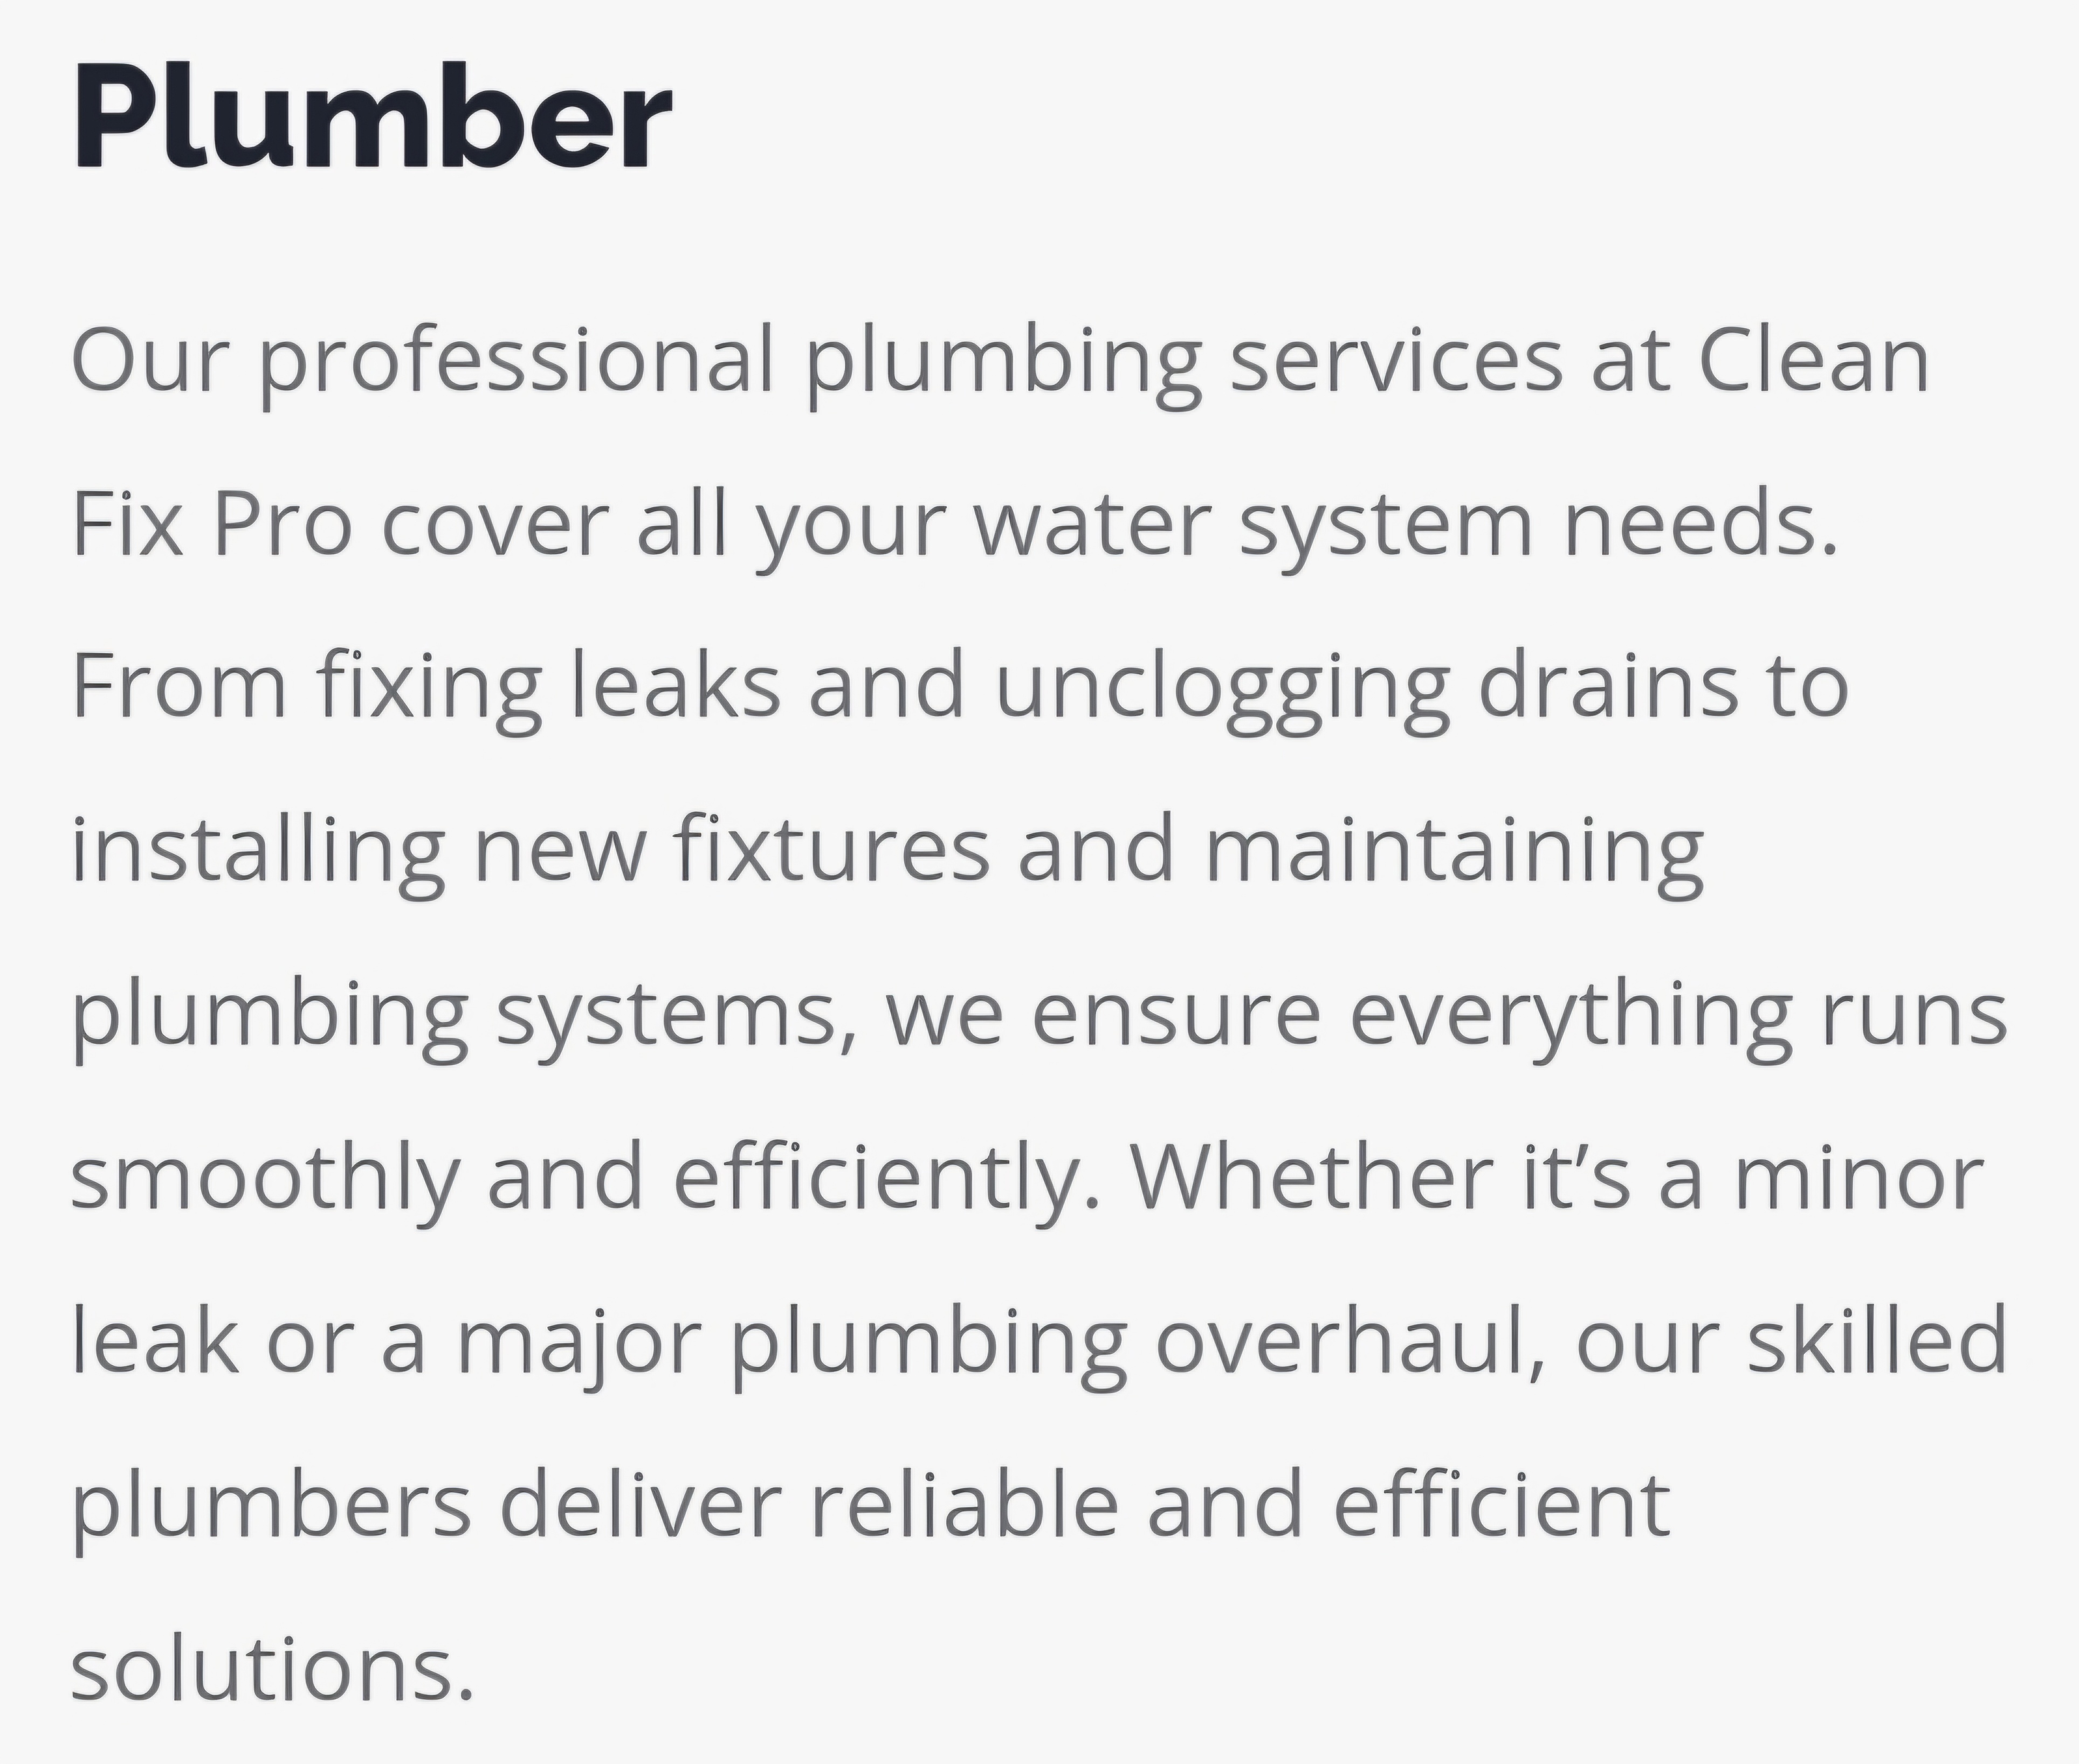 Plumber
Our professional plumbing services at Clean
Fix Pro cover all your water system needs.
From fixing leaks and unclogging drains to
installing new fixtures and maintaining
plumbing systems, we ensure everything runs
smoothly and efficiently. Whether it’s a minor
leak or a major plumbing overhaul, our skilled
plumbers deliver reliable and efficient
solutions.